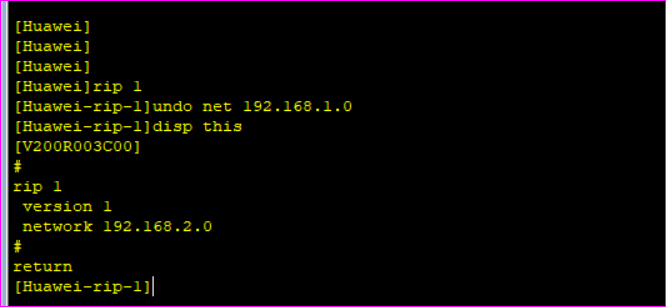 [Huawei]
[Huawei]
[Huawei]
[Huawei]rip 1
[Huawei-rip-1]undo net 192.168.1.0
[Huawei-rip-1]disp this
[V200R003C00]
#
rip 1
 version 1
 network 192.168.2.0
#
return
[Huawei-rip-1]